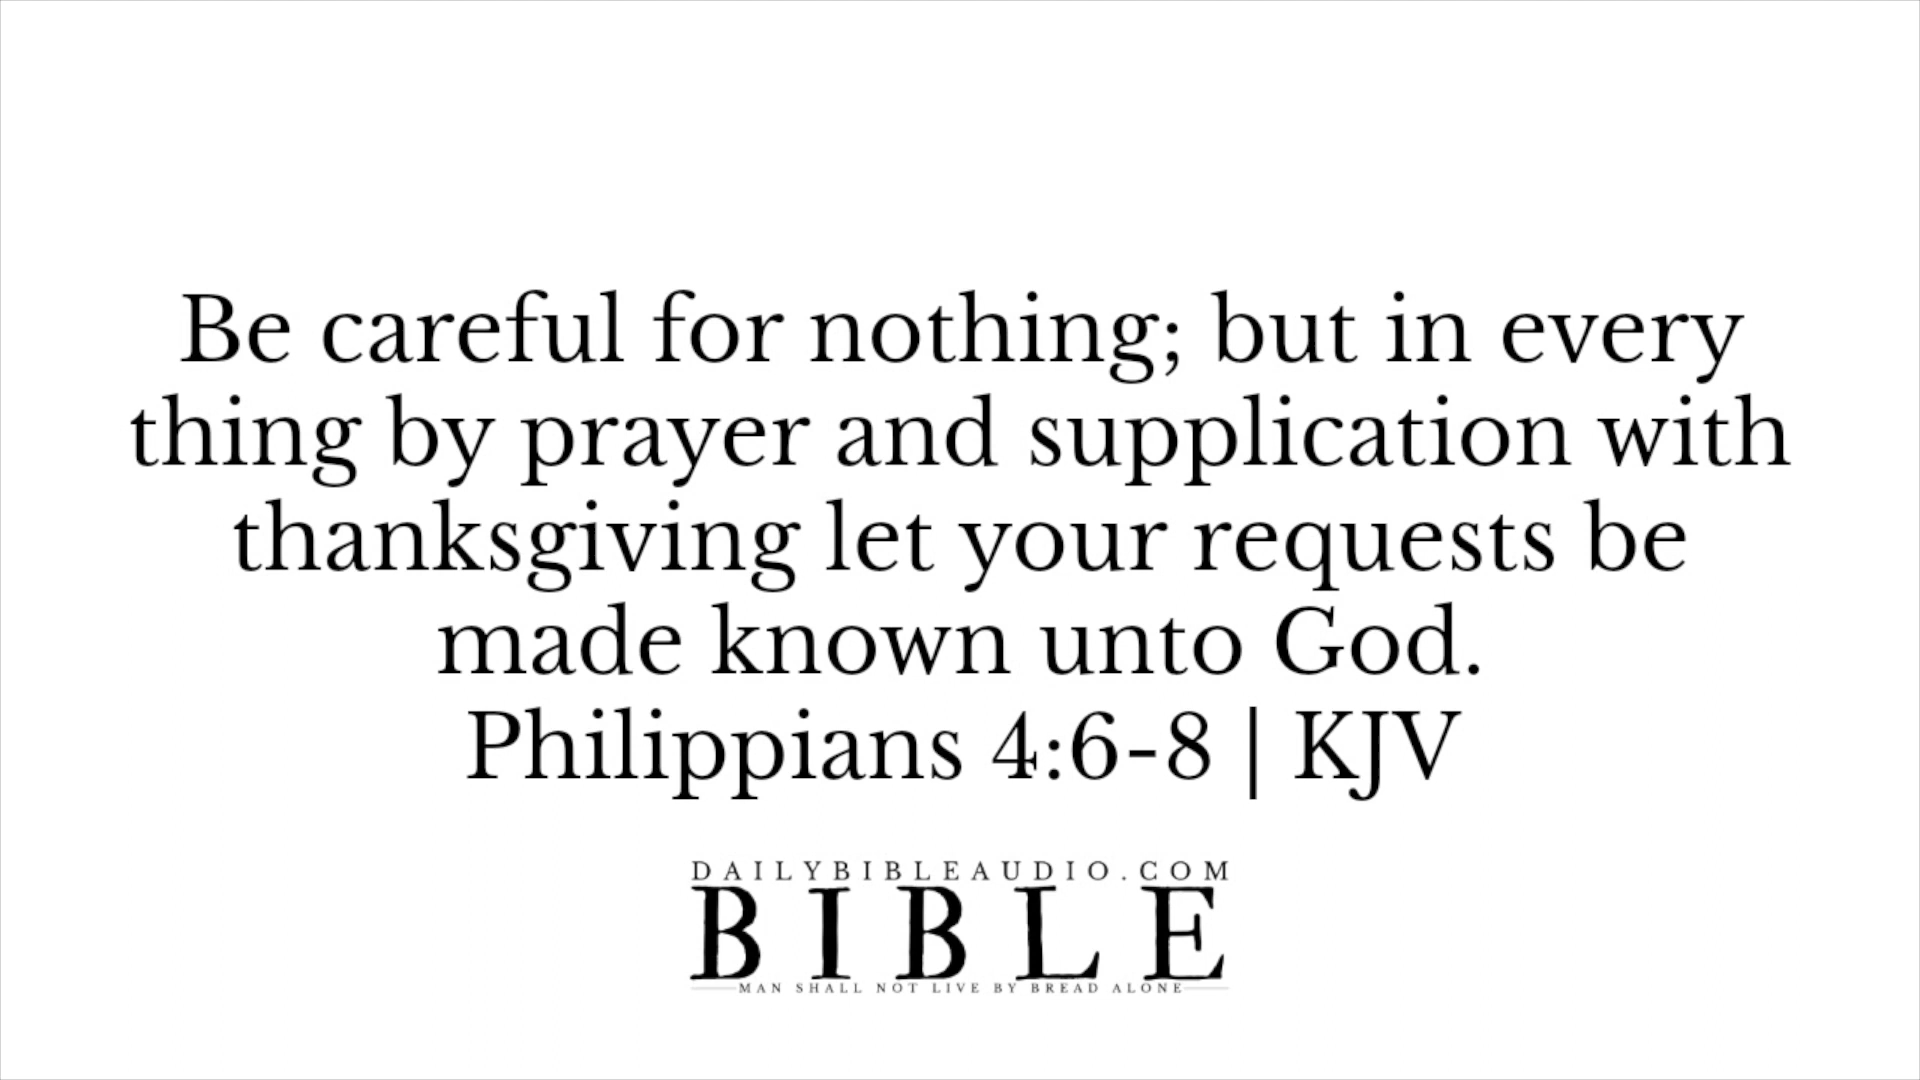 Be careful for nothing; but in every
thing by prayer and supplication with
thanksgiving let your requests be
made known unto God.
Philippians 4:6-8 | KJV
DAILYBIBLEAUDIO.COM
BIBLE
MAN SHALL NOT LIVE BY BREAD ALONE